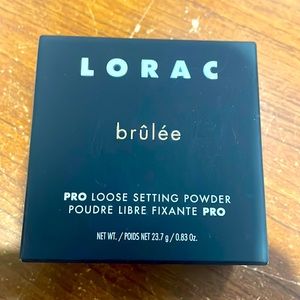 LORAC
brûlée
PRO LOOSE SETTING POWDER
POUDRE LIBRE FIXANTE PRO
NET WT. / POIDS NET 23.7 g / 0.83 Oz.